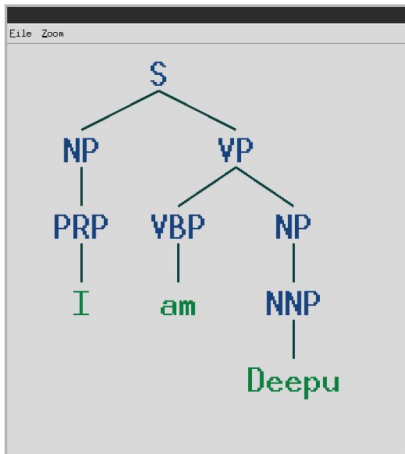 Eile Zoom
S
NP VP
PRP VBP NP
I am NNP
Deepu